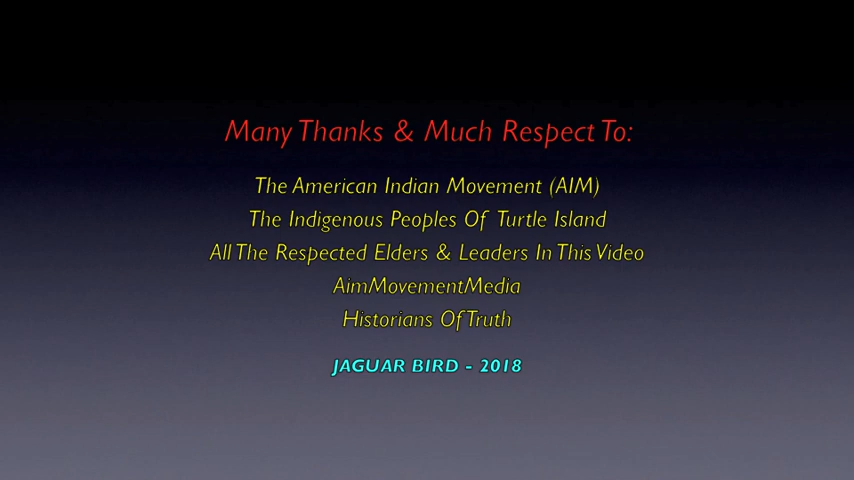 Many Thanks & Much Respect To:
The American Indian Movement (AIM)
The Indigenous Peoples Of Turtle Island
All The Respected Elders & Leaders In This Video
AimMovementMedia
Historians Of Truth
JAGUAR BIRD - 2018